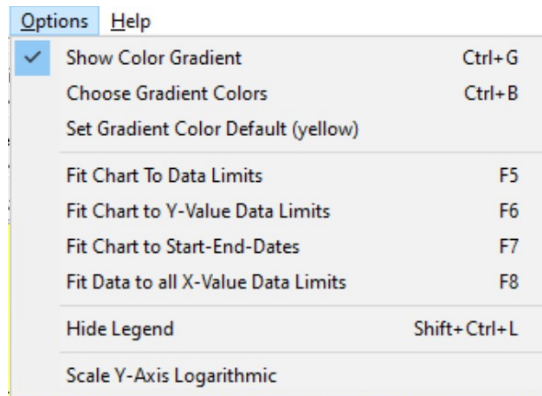 Options Help
Show Color Gradient Ctrl+G
Choose Gradient Colors Ctrl+B
Set Gradient Color Default (yellow)
Fit Chart To Data Limits F5
Fit Chart to Y-Value Data Limits F6
Fit Chart to Start-End-Dates F7
Fit Data to all X-Value Data Limits F8
Hide Legend Shift+Ctrl+L
Scale Y-Axis Logarithmic